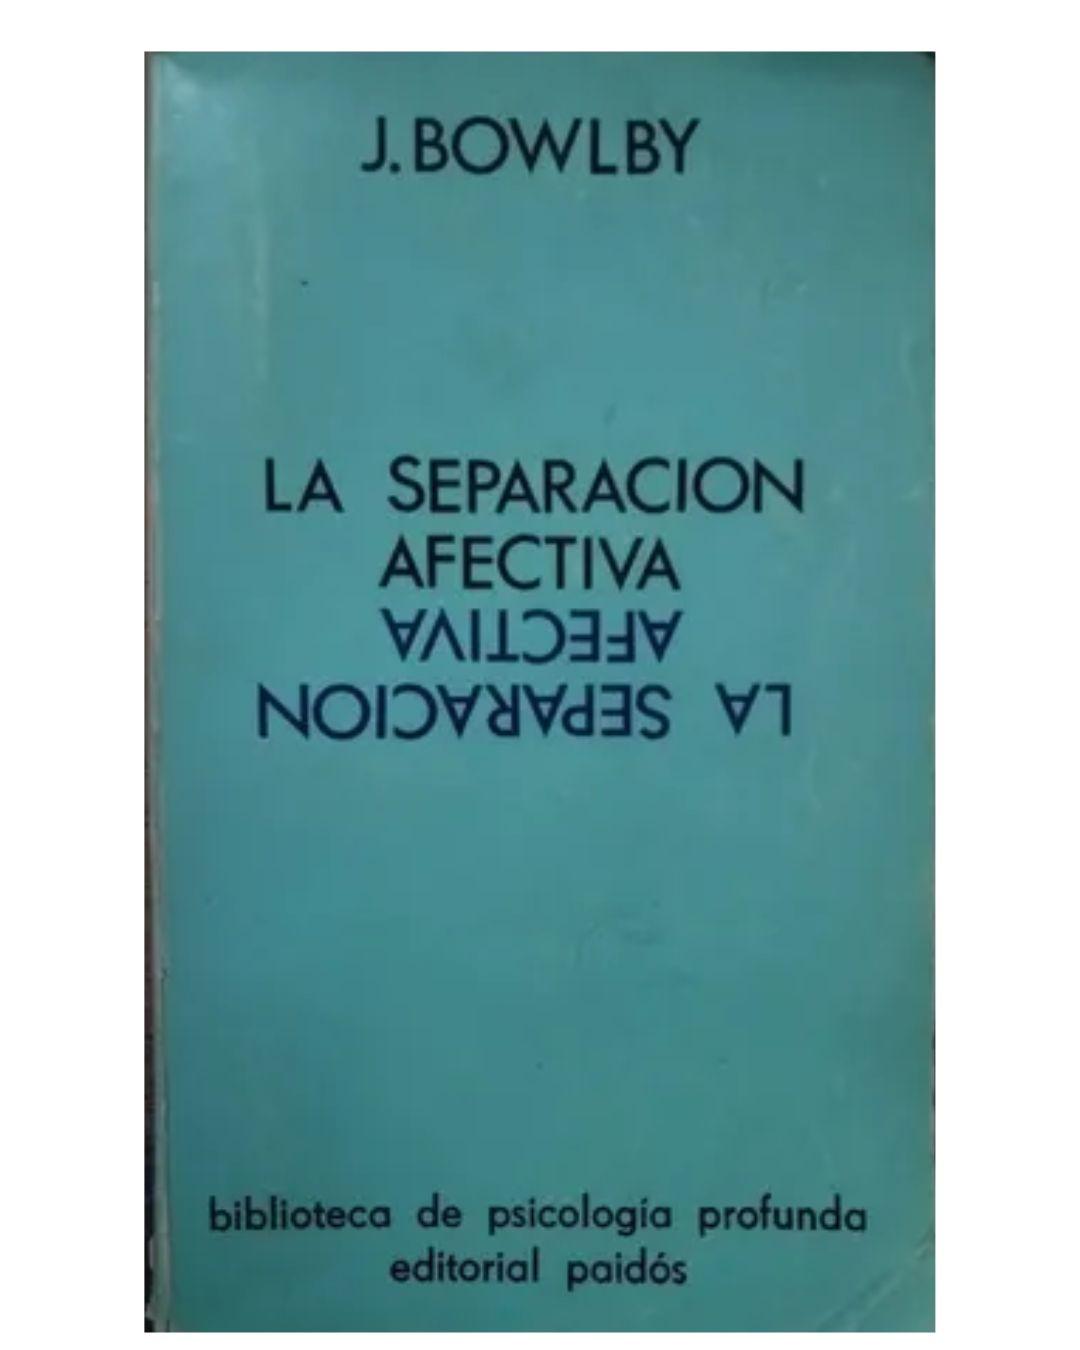 J. BOWLBY
LA SEPARACION
AFECTIVA
AFECTIVA
LA SEPARACION
biblioteca de psicología profunda
editorial paidós